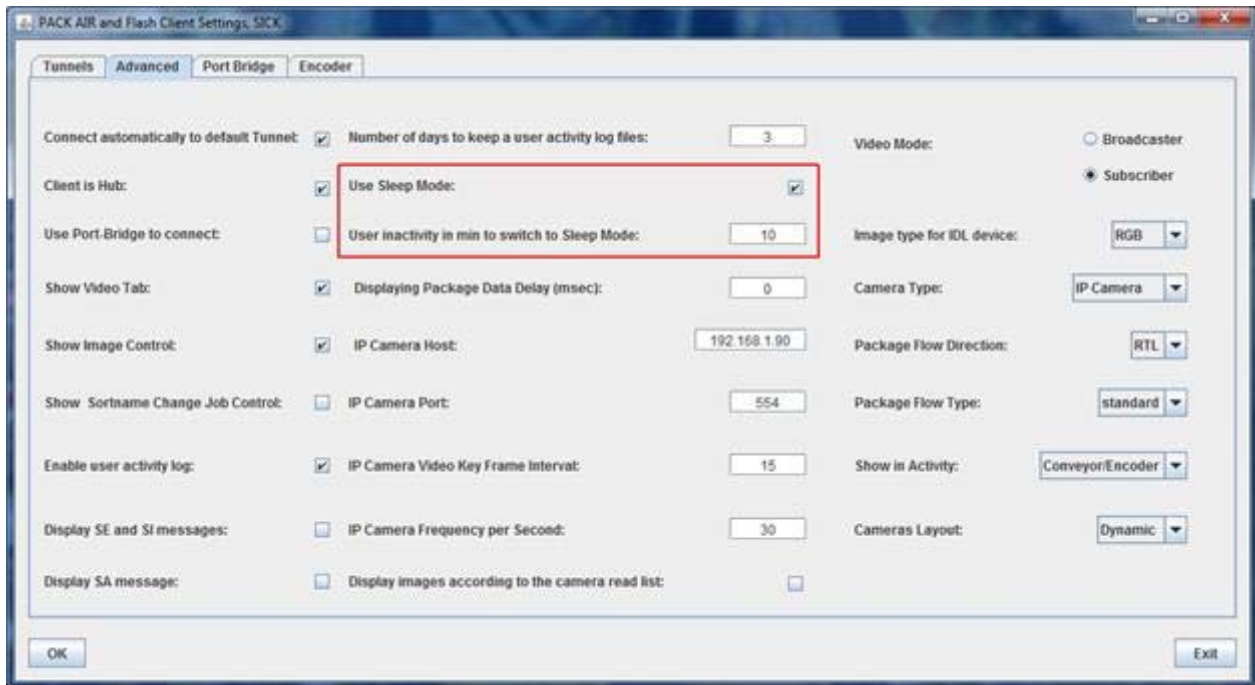 PACK AIR and Flash Client Settings, SICK
Tunnels Advanced Port Bridge Encoder
Connect automatically to default Tunnel: Number of days to keep a user activity log files: 3 Video Mode: Broadcaster
Client is Hub: Use Sleep Mode: Subscriber
Use Port-Bridge to connect: User inactivity in min to switch to Sleep Mode: 10 Image type for IDL device: RGB
Show Video Tab: Displaying Package Data Delay (msec): 0 Camera Type: IP Camera
Show Image Control: IP Camera Host: 192.168.1.90 Package Flow Direction: RTL
Show Sortname Change Job Control: IP Camera Port: 554 Package Flow Type: standard
Enable user activity log: IP Camera Video Key Frame Interval: 15 Show in Activity: Conveyor/Encoder
Display SE and SI messages: IP Camera Frequency per Second: 30 Cameras Layout: Dynamic
Display SA message: Display images according to the camera read list:
OK Exit